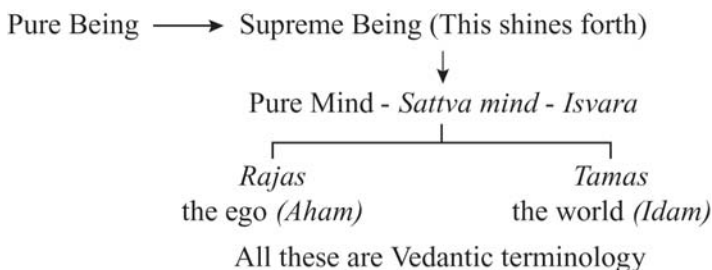 Pure Being ⟶ Supreme Being (This shines forth)
Pure Mind - Sattva mind - Isvara
Rajas Tamas
the ego (Aham) the world (Idam)
All these are Vedantic terminology